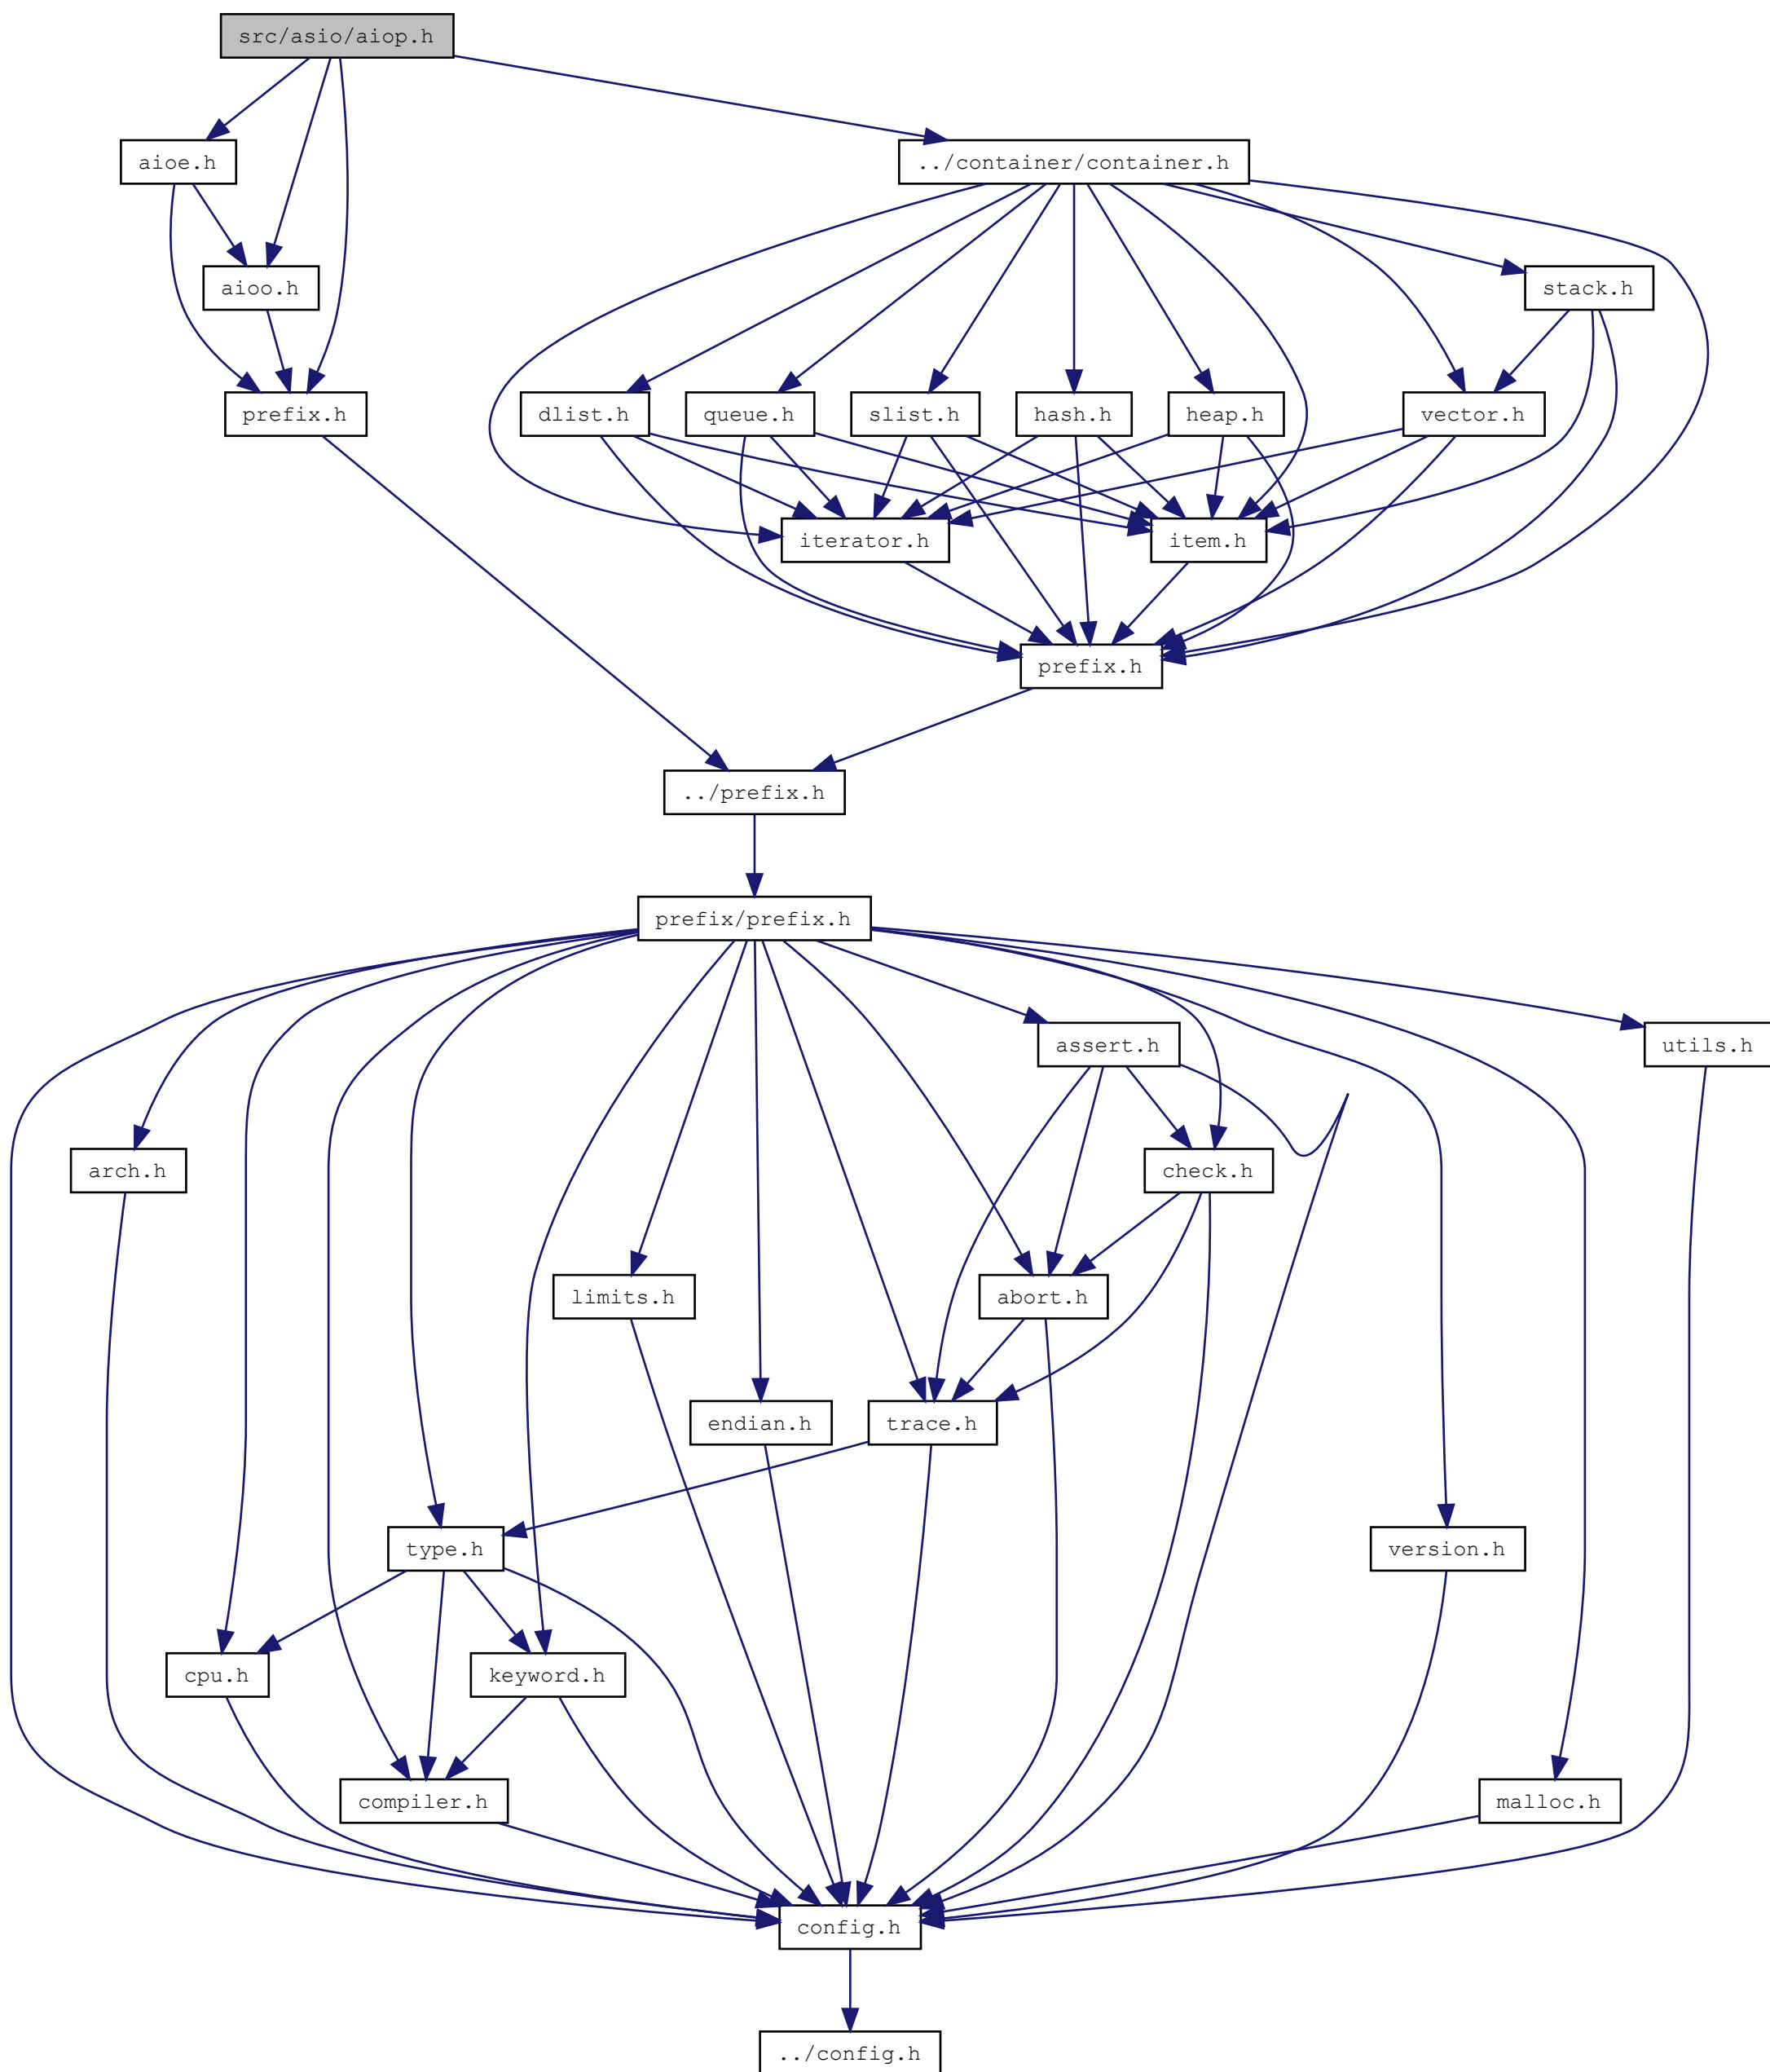 src/asio/aiop.h
aioe.h
../container/container.h
aioo.h
stack.h
prefix.h
dlist.h
queue.h
slist.h
hash.h
heap.h
vector.h
iterator.h
item.h
prefix.h
../prefix.h
prefix/prefix.h
assert.h
utils.h
arch.h
check.h
limits.h
abort.h
endian.h
trace.h
type.h
version.h
cpu.h
keyword.h
compiler.h
malloc.h
config.h
../config.h